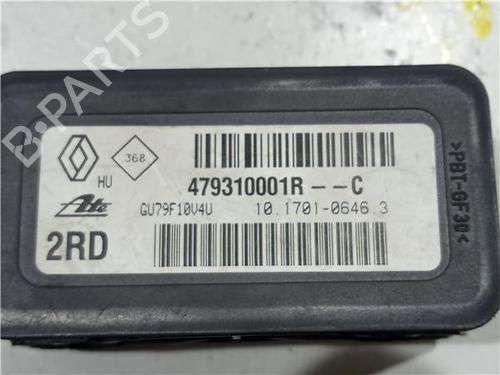 368
HU
479310001R--C
Ate
GU79F10V4U
10.1701-0646.3
2RD
>PBT-GF30<
B-PARTS